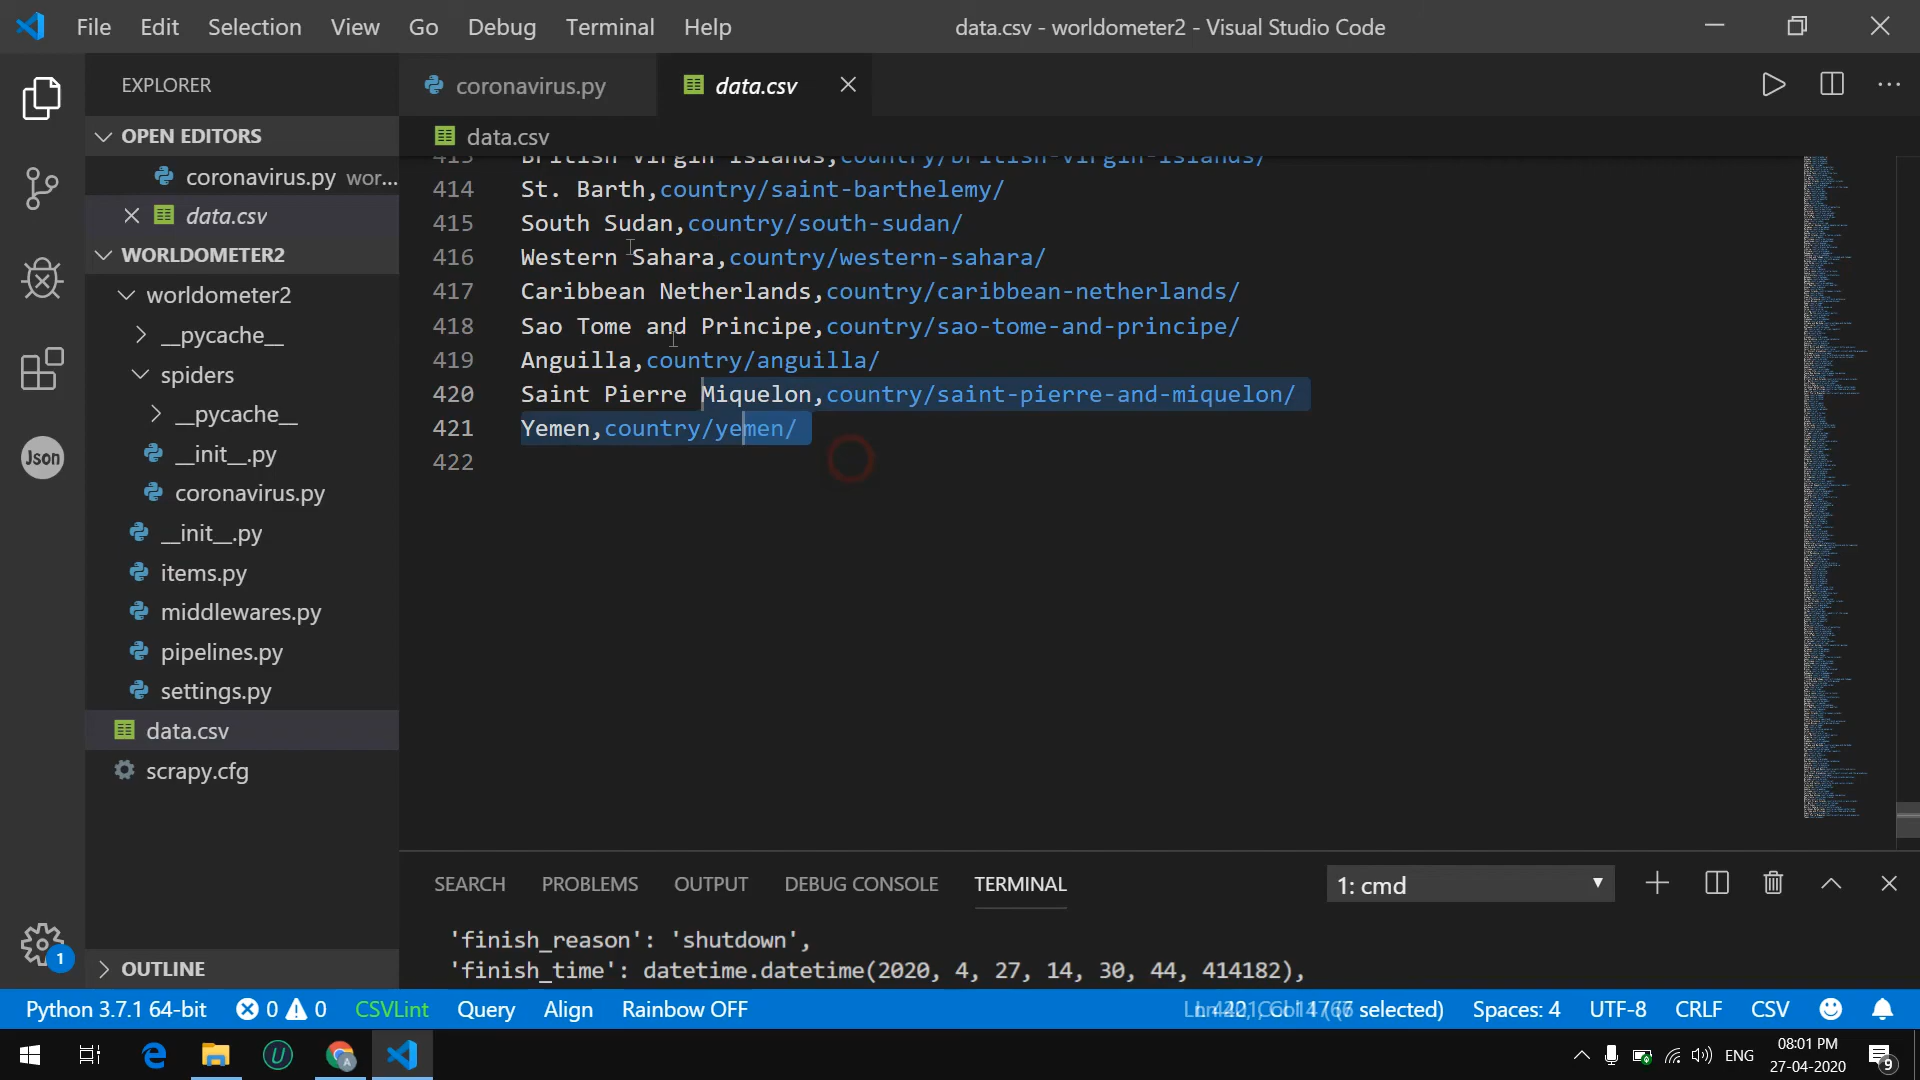 File Edit Selection View Go Debug Terminal Help
data.csv - worldometer2 - Visual Studio Code
EXPLORER
OPEN EDITORS
coronavirus.py wor...
data.csv
WORLDOMETER2
worldometer2
__pycache__
spiders
__pycache__
__init__.py
coronavirus.py
__init__.py
items.py
middlewares.py
pipelines.py
settings.py
data.csv
scrapy.cfg
OUTLINE
Json
1
coronavirus.py data.csv
data.csv
413 British Virgin Islands,country/british-virgin-islands/
414 St. Barth,country/saint-barthelemy/
415 South Sudan,country/south-sudan/
416 Western Sahara,country/western-sahara/
417 Caribbean Netherlands,country/caribbean-netherlands/
418 Sao Tome and Principe,country/sao-tome-and-principe/
419 Anguilla,country/anguilla/
420 Saint Pierre Miquelon,country/saint-pierre-and-miquelon/
421 Yemen,country/yemen/
422
SEARCH PROBLEMS OUTPUT DEBUG CONSOLE TERMINAL 1: cmd
'finish_reason': 'shutdown',
'finish_time': datetime.datetime(2020, 4, 27, 14, 30, 44, 414182),
Python 3.7.1 64-bit 0 0 CSVLint Query Align Rainbow OFF selected) Spaces: 4 UTF-8 CRLF CSV
ENG
08:01 PM
27-04-2020
9